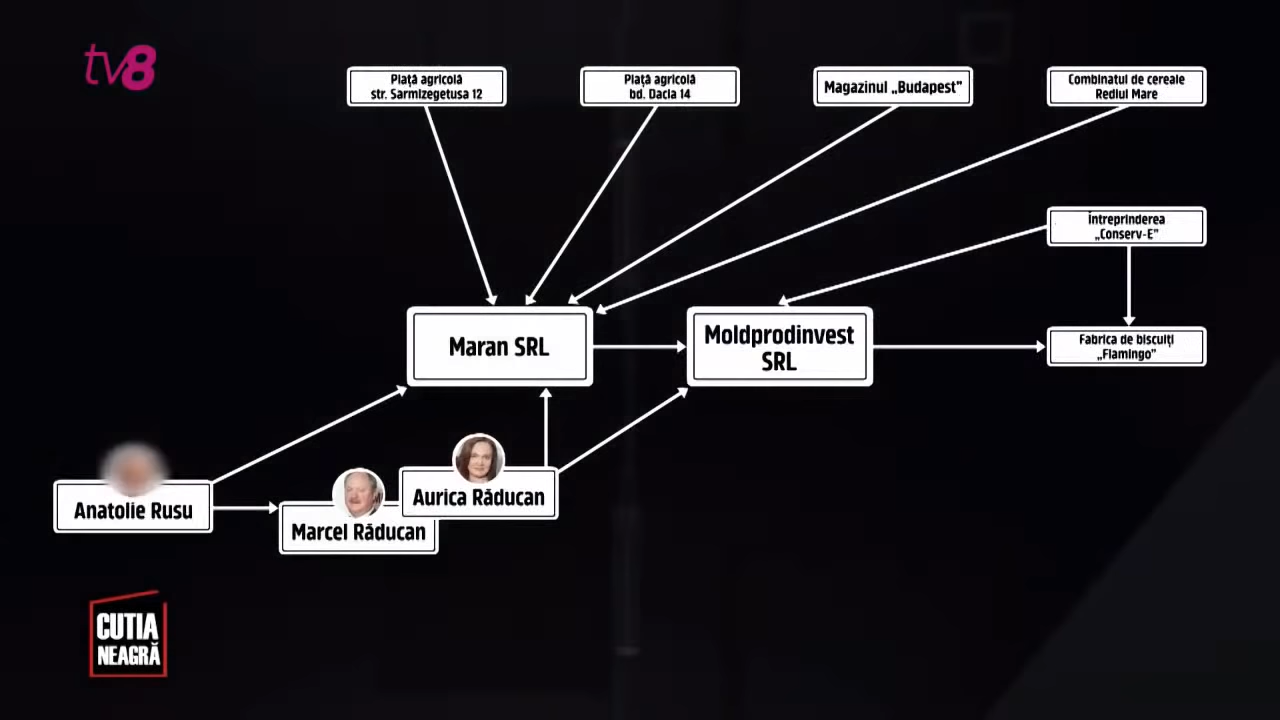 tv8
Piață agricolă
str. Sarmizegetusa 12
Piață agricolă
bd. Dacia 14
Magazinul „Budapest”
Combinatul de cereale
Rediul Mare
Întreprinderea
„Conserv-E”
Maran SRL
Moldprodinvest
SRL
Fabrica de biscuiți
„Flamingo”
Anatolie Rusu
Marcel Răducan
Aurica Răducan
CUTIA
NEAGRĂ